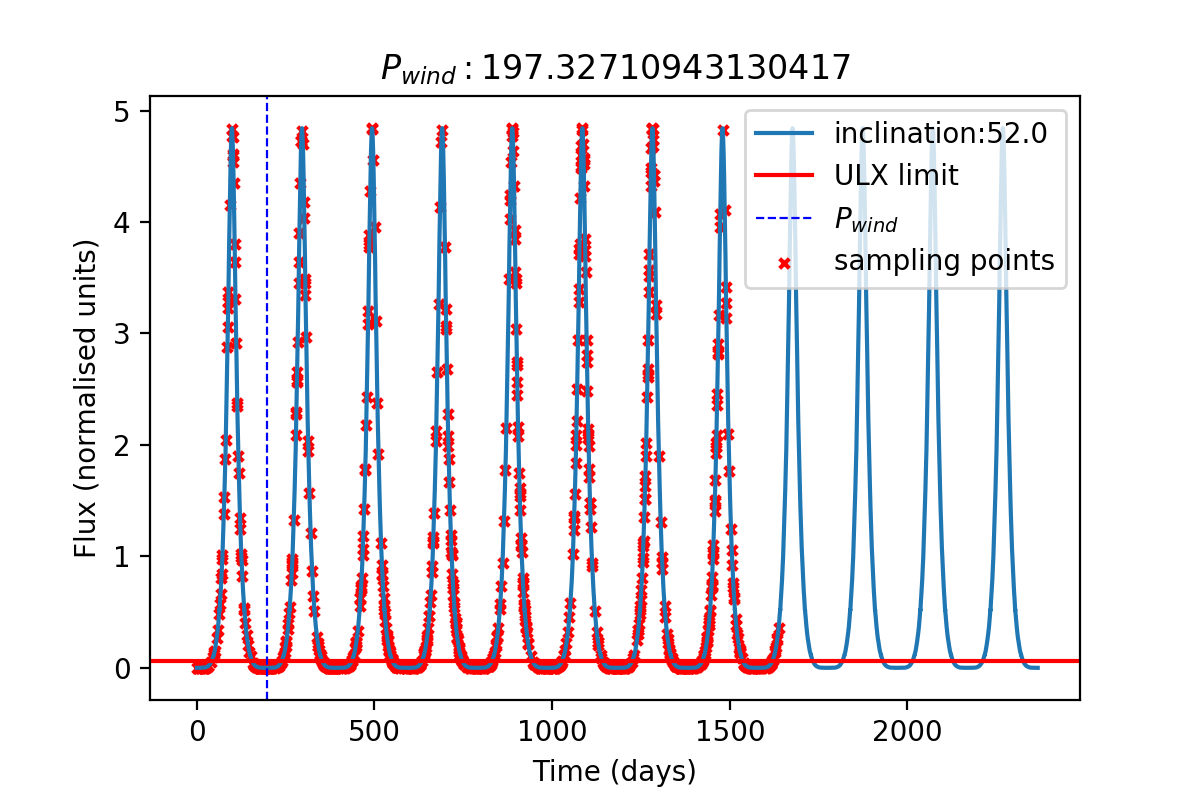 P_wind : 197.32710943130417
5
4
3
2
1
0
Flux (normalised units)
inclination:52.0
ULX limit
P_wind
sampling points
0 500 1000 1500 2000
Time (days)